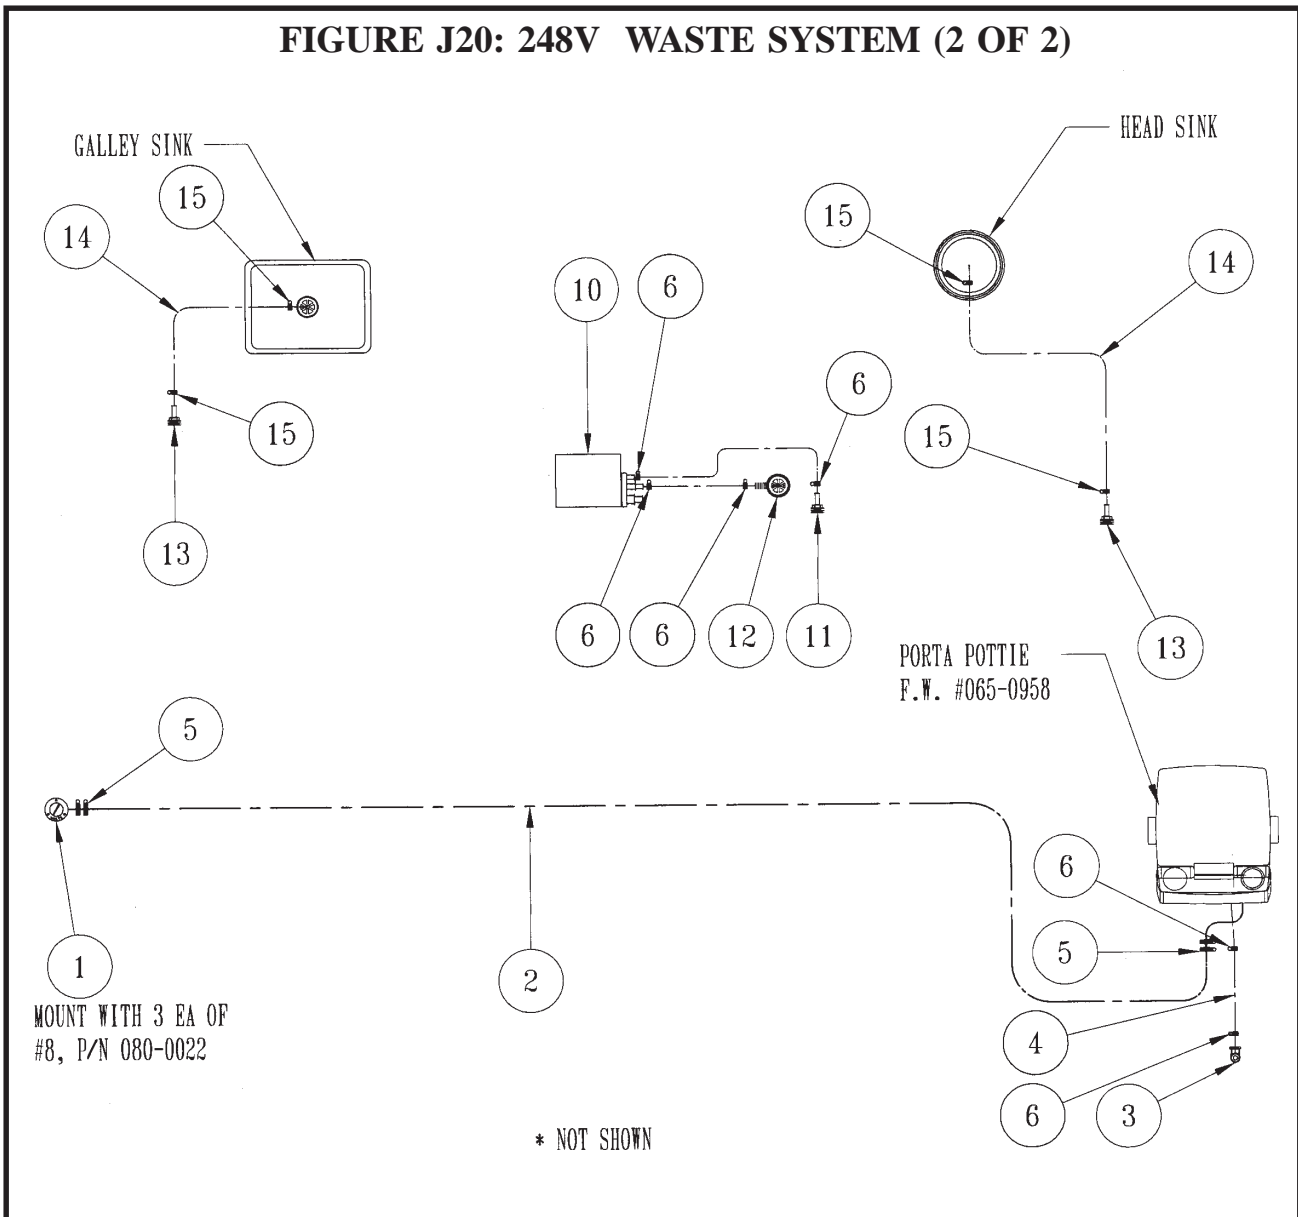 FIGURE J20: 248V WASTE SYSTEM (2 OF 2)
GALLEY SINK
HEAD SINK
15
14
15
14
10
6
6
15
15
13
6
6
12
11
13
PORTA POTTIE
F.W. #065-0958
5
6
5
1
2
MOUNT WITH 3 EA OF
#8, P/N 080-0022
4
6
3
* NOT SHOWN